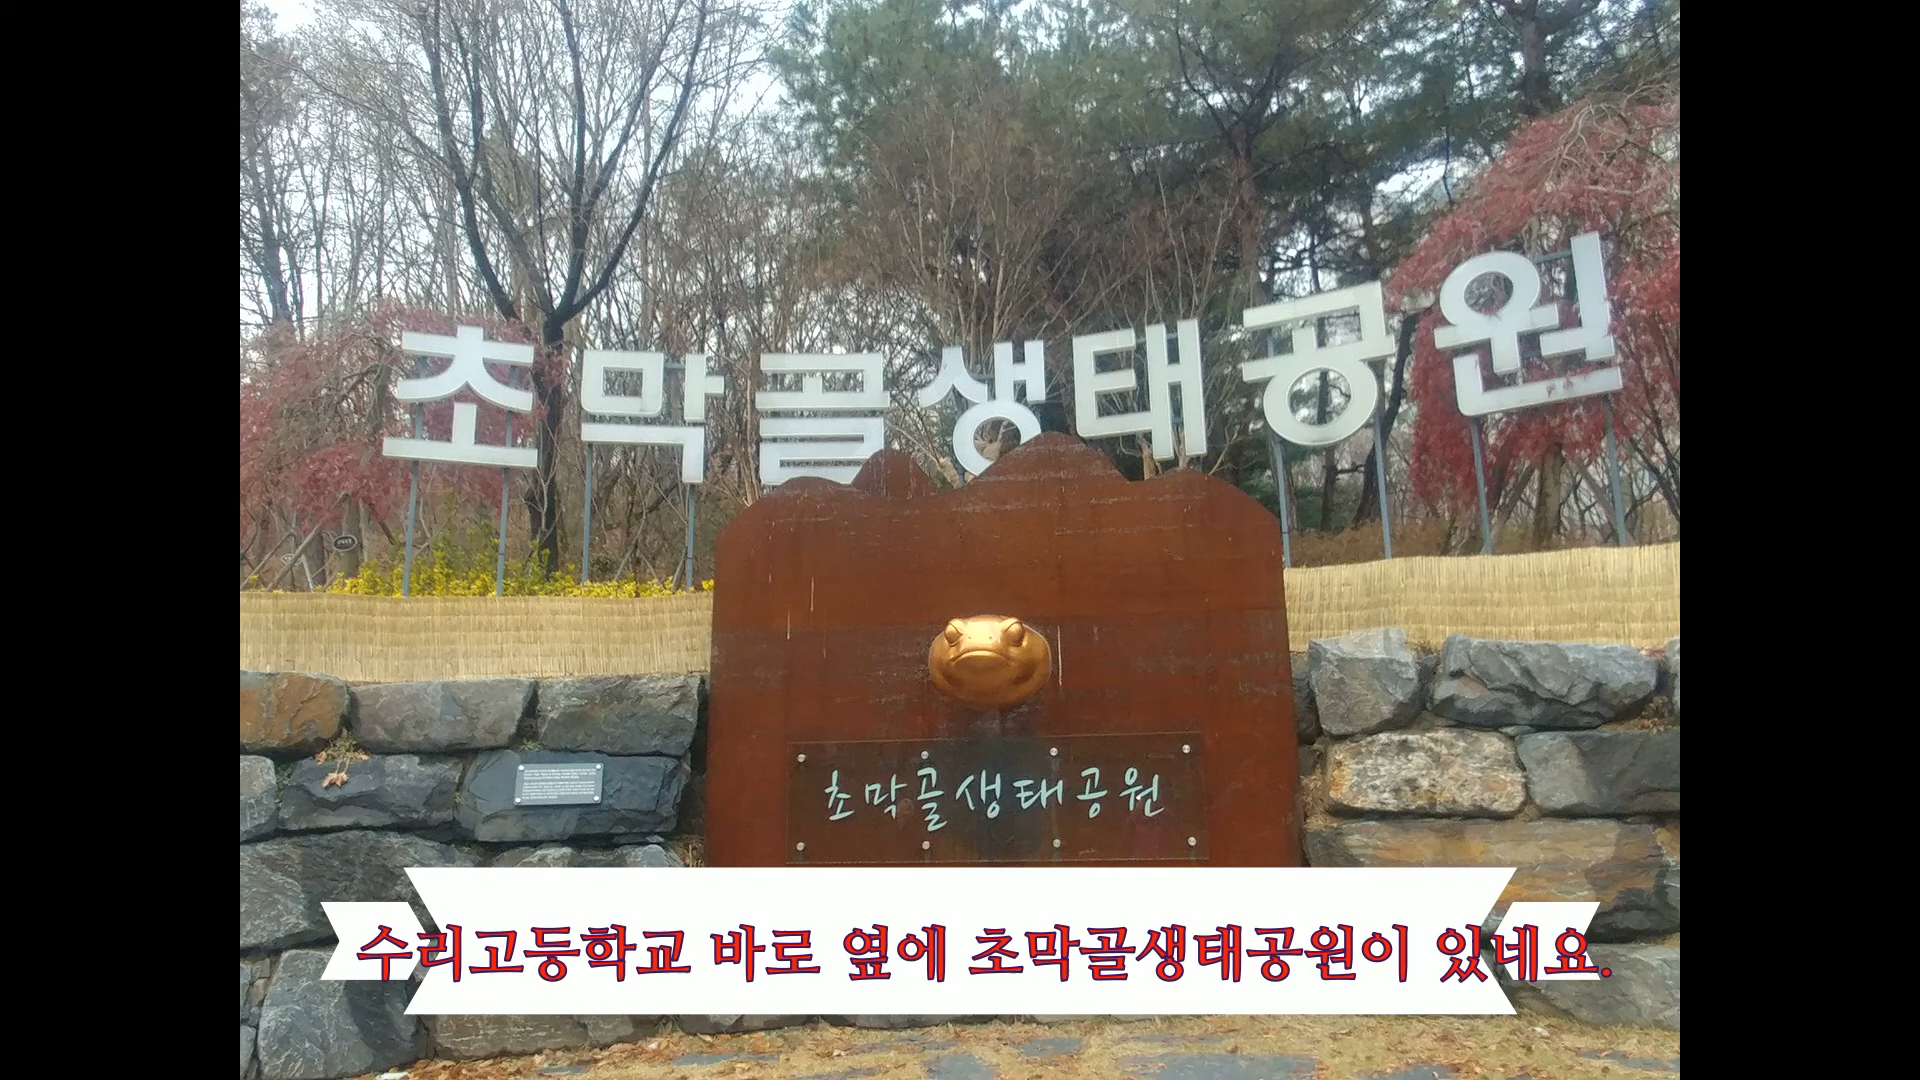 초막골생태공원
초막골생태공원
수리고등학교 바로 옆에 초막골생태공원이 있네요.